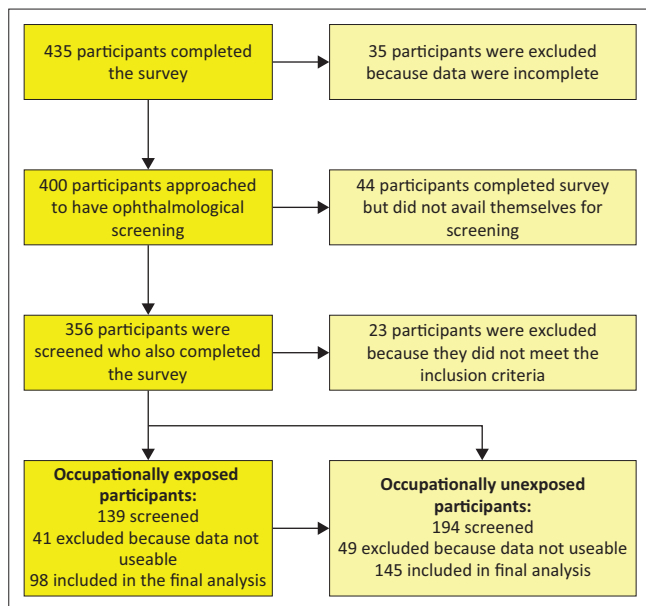 435 participants completed
the survey
35 participants were excluded
because data were incomplete
400 participants approached
to have ophthalmological
screening
44 participants completed survey
but did not avail themselves for
screening
356 participants were
screened who also completed
the survey
23 participants were excluded
because they did not meet the
inclusion criteria
Occupationally exposed
participants:
139 screened
41 excluded because data not
useable
98 included in the final analysis
Occupationally unexposed
participants:
194 screened
49 excluded because data not useable
145 included in final analysis